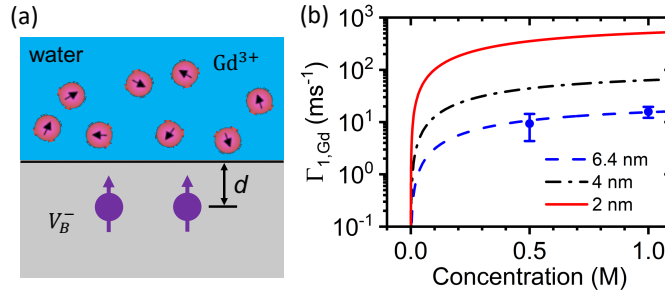 (a)
water
Gd³⁺
d
V_B⁻
(b)
Γ₁,Gd (ms⁻¹)
10³
10²
10¹
10⁰
10⁻¹
6.4 nm
4 nm
2 nm
0.0 0.5 1.0
Concentration (M)